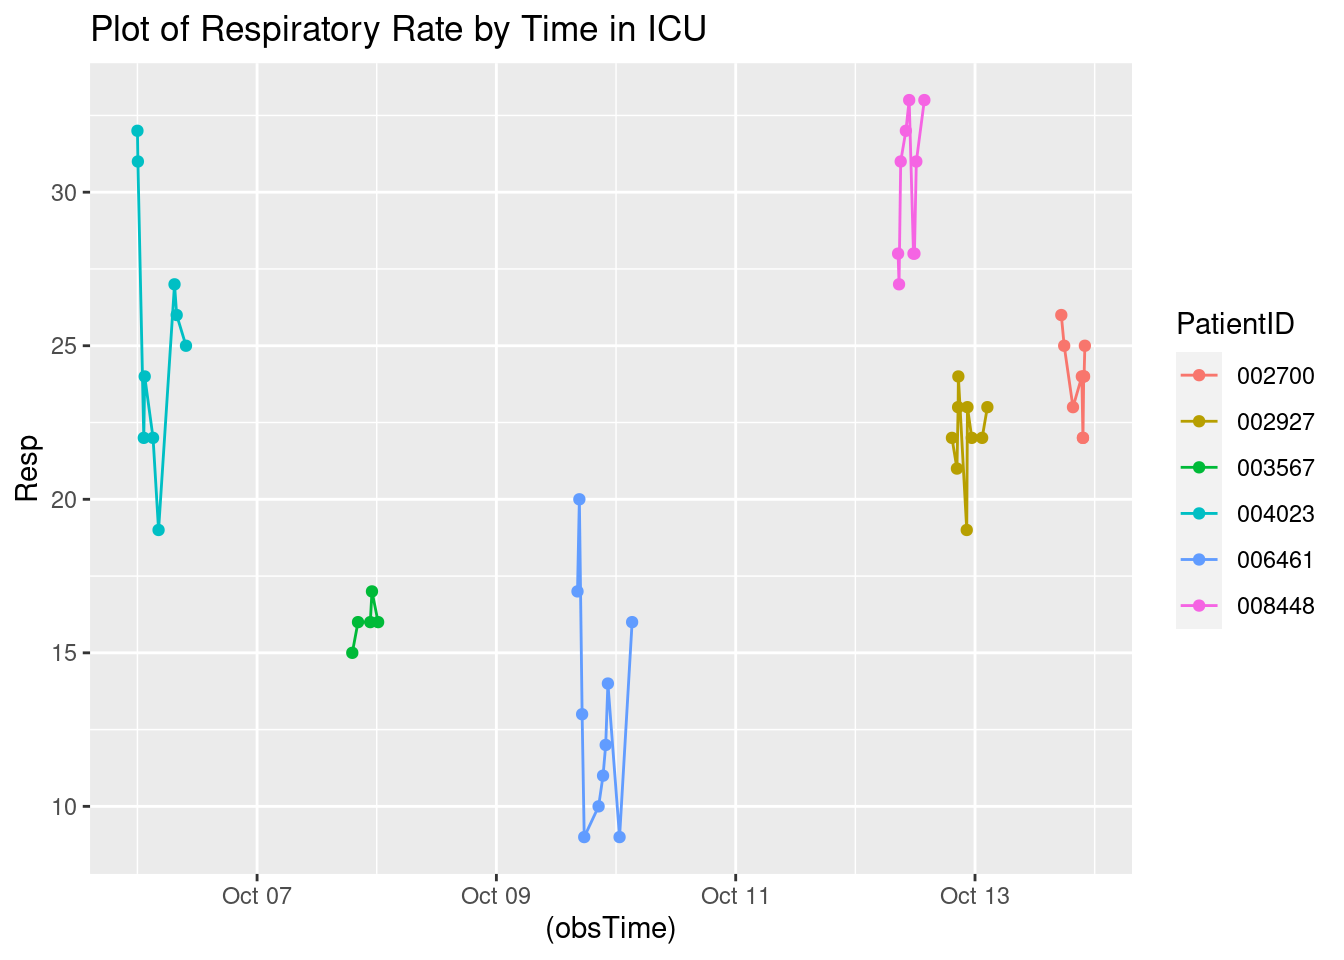 Plot of Respiratory Rate by Time in ICU
Resp
30
25
20
15
10
Oct 07
Oct 09
Oct 11
Oct 13
(obsTime)
PatientID
002700
002927
003567
004023
006461
008448